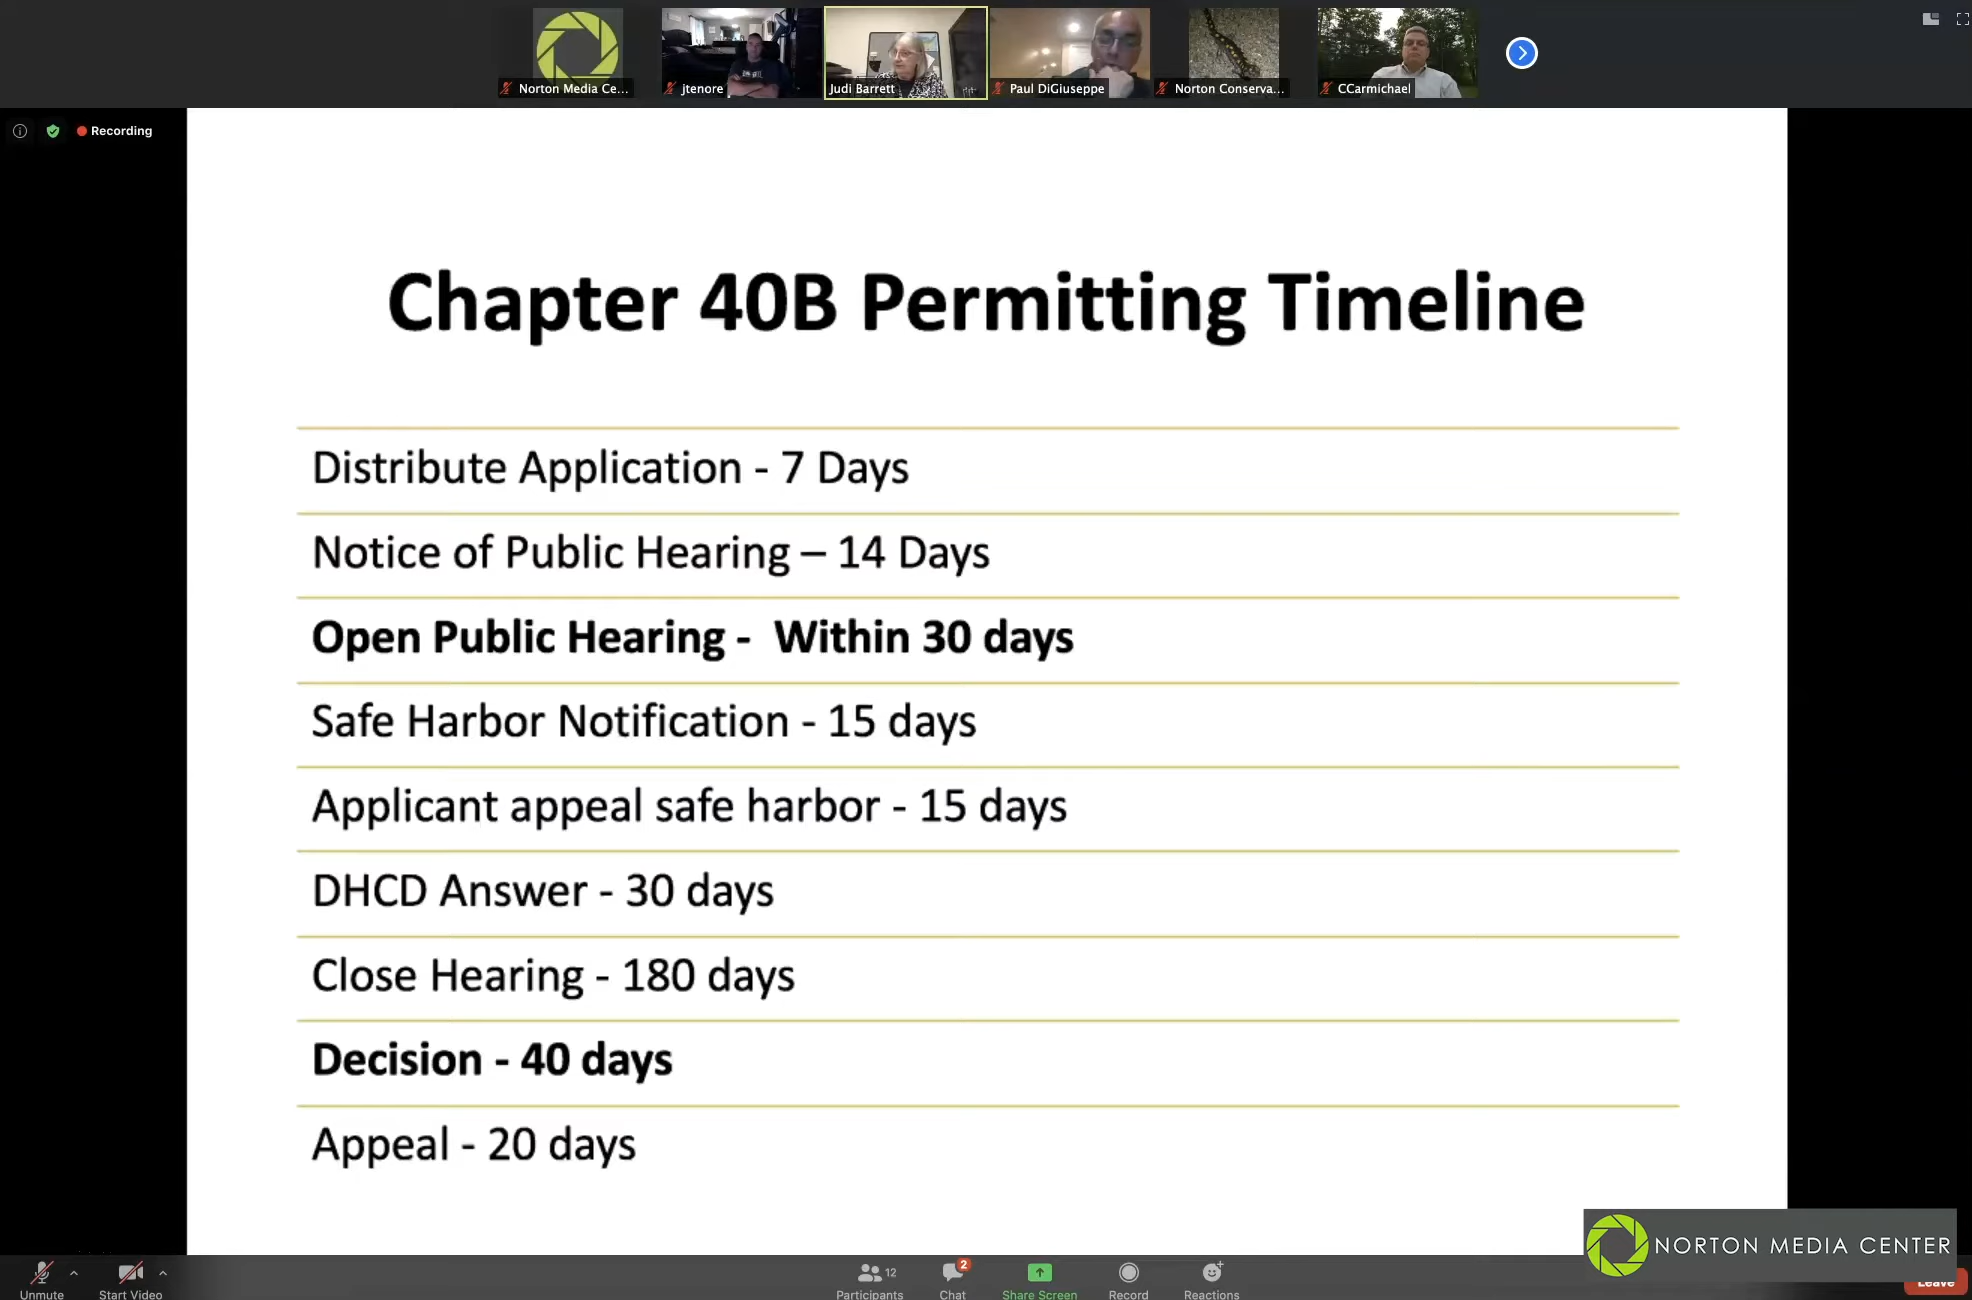 Norton Media Ce...
jtenore
Judi Barrett
Paul DiGiuseppe
Norton Conserva...
CCarmichael
Recording
Chapter 40B Permitting Timeline
Distribute Application - 7 Days
Notice of Public Hearing – 14 Days
Open Public Hearing -  Within 30 days
Safe Harbor Notification - 15 days
Applicant appeal safe harbor - 15 days
DHCD Answer - 30 days
Close Hearing - 180 days
Decision - 40 days
Appeal - 20 days
NORTON MEDIA CENTER
12
2
Unmute
Start Video
Participants
Chat
Share Screen
Record
Reactions
Leave